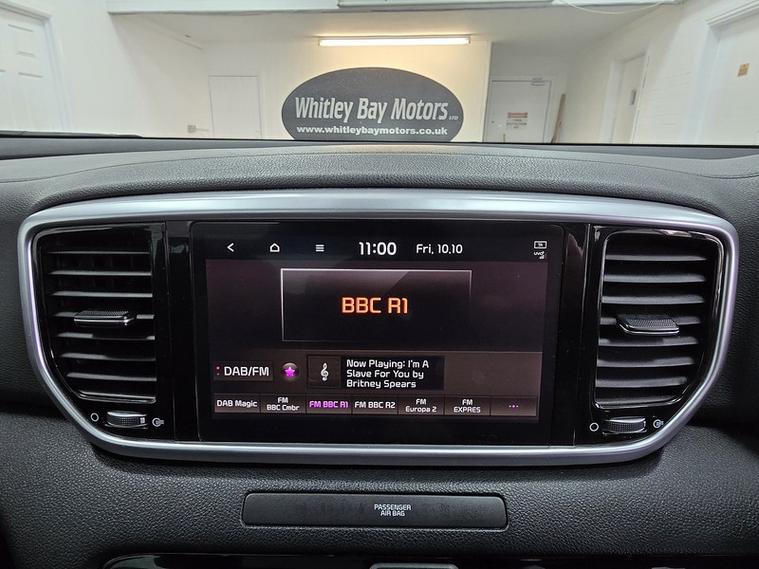 Whitley Bay Motors LTD
www.whitleybaymotors.co.uk
11:00 Fri, 10.10
BBC R1
DAB/FM
Now Playing: I'm A
Slave For You by
Britney Spears
DAB Magic
FM
BBC Cmbr
FM BBC R1
FM BBC R2
FM
Europa 2
FM
EXPRES
PASSENGER
AIR BAG